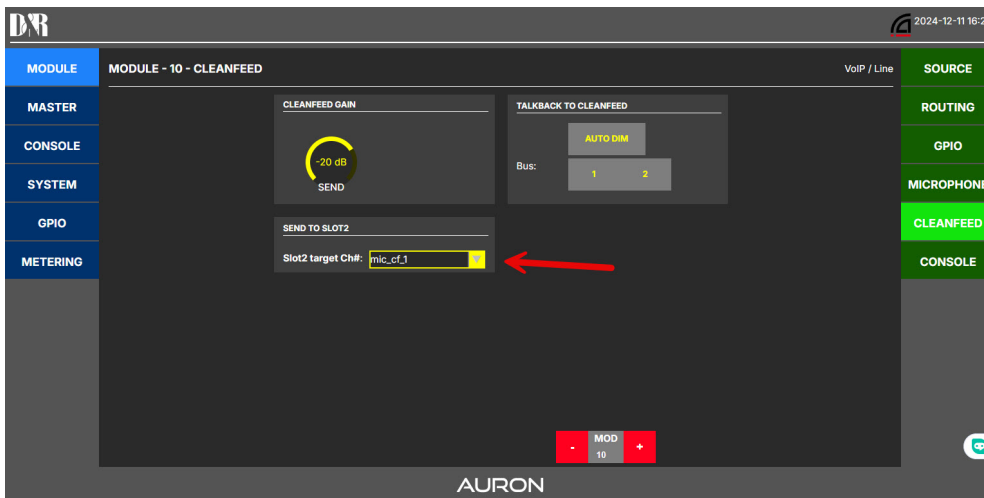 D&R
2024-12-11 16:2
MODULE
MASTER
CONSOLE
SYSTEM
GPIO
METERING
MODULE - 10 - CLEANFEED
VoIP / Line
CLEANFEED GAIN
-20 dB
SEND
TALKBACK TO CLEANFEED
AUTO DIM
Bus:
1 2
SEND TO SLOT2
Slot2 target Ch#: mic_cf_1
- MOD +
10
SOURCE
ROUTING
GPIO
MICROPHONE
CLEANFEED
CONSOLE
AURON